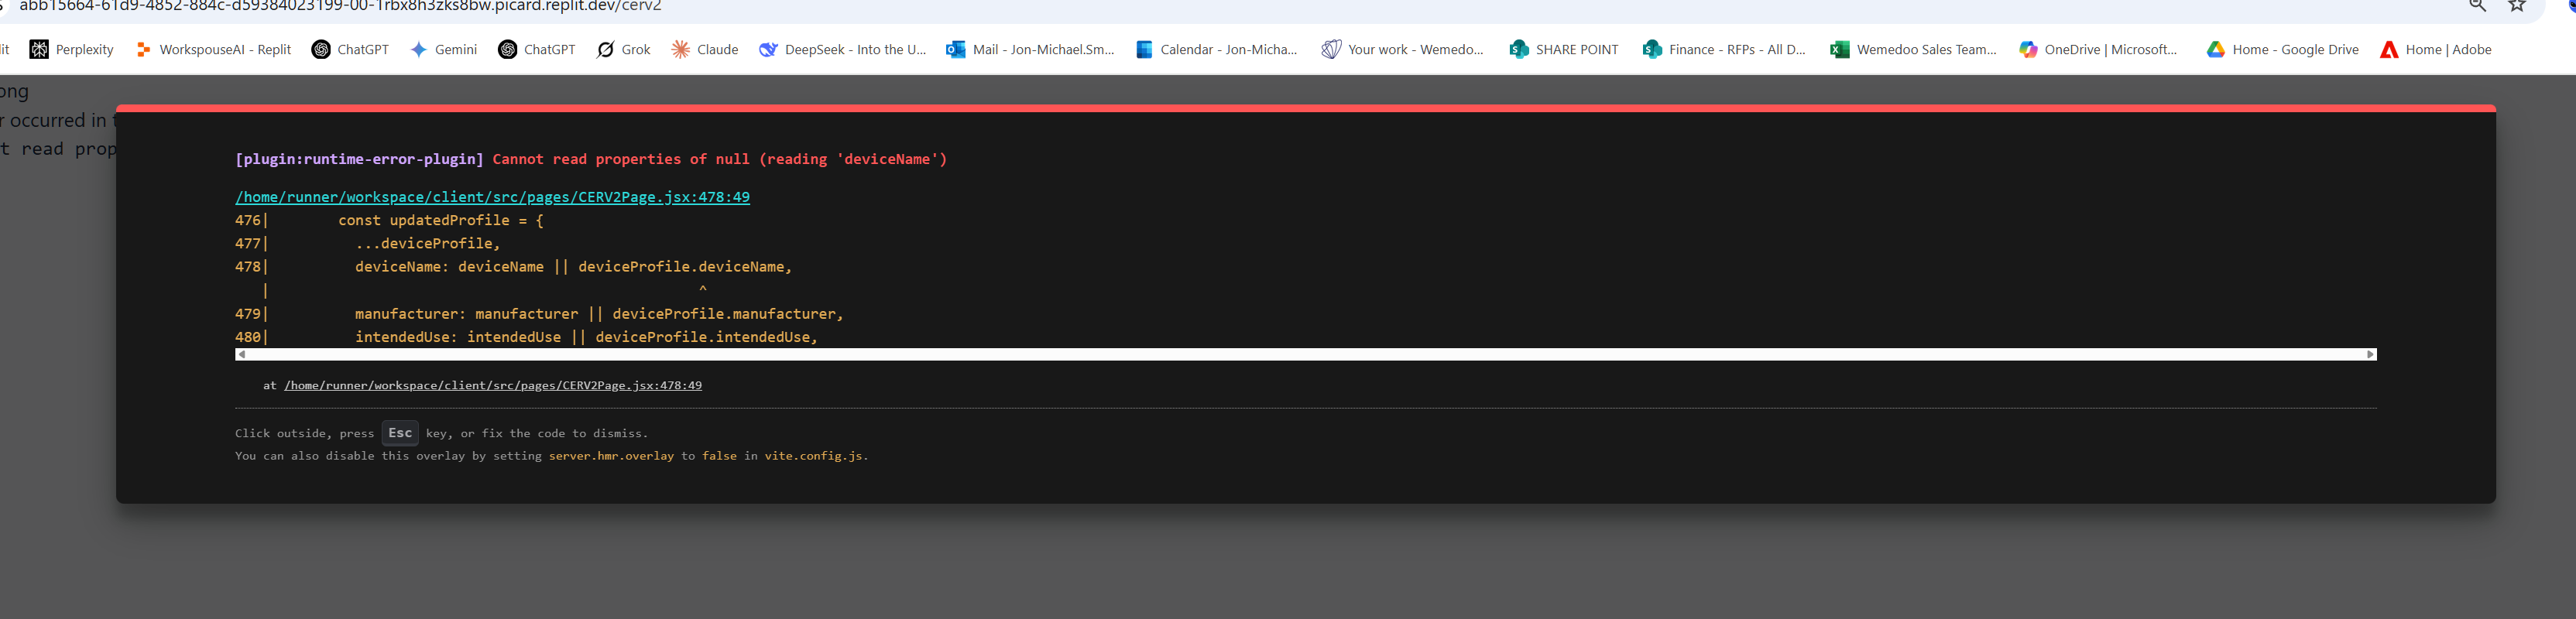 abb15664-61d9-4852-884c-d59384023199-00-1rbx8h3zks8bw.picard.replit.dev/cerv2
lit Perplexity WorkspouseAI - Replit ChatGPT Gemini ChatGPT Grok Claude DeepSeek - Into the U... Mail - Jon-Michael.Sm... Calendar - Jon-Micha... Your work - Wemedo... SHARE POINT Finance - RFPs - All D... Wemedoo Sales Team... OneDrive | Microsoft... Home - Google Drive Home | Adobe
ong
r occurred in t
t read prop
[plugin:runtime-error-plugin] Cannot read properties of null (reading 'deviceName')
/home/runner/workspace/client/src/pages/CERV2Page.jsx:478:49
476|        const updatedProfile = {
477|          ...deviceProfile,
478|          deviceName: deviceName || deviceProfile.deviceName,
   |                                                  ^
479|          manufacturer: manufacturer || deviceProfile.manufacturer,
480|          intendedUse: intendedUse || deviceProfile.intendedUse,
at /home/runner/workspace/client/src/pages/CERV2Page.jsx:478:49
Click outside, press Esc key, or fix the code to dismiss.
You can also disable this overlay by setting server.hmr.overlay to false in vite.config.js.